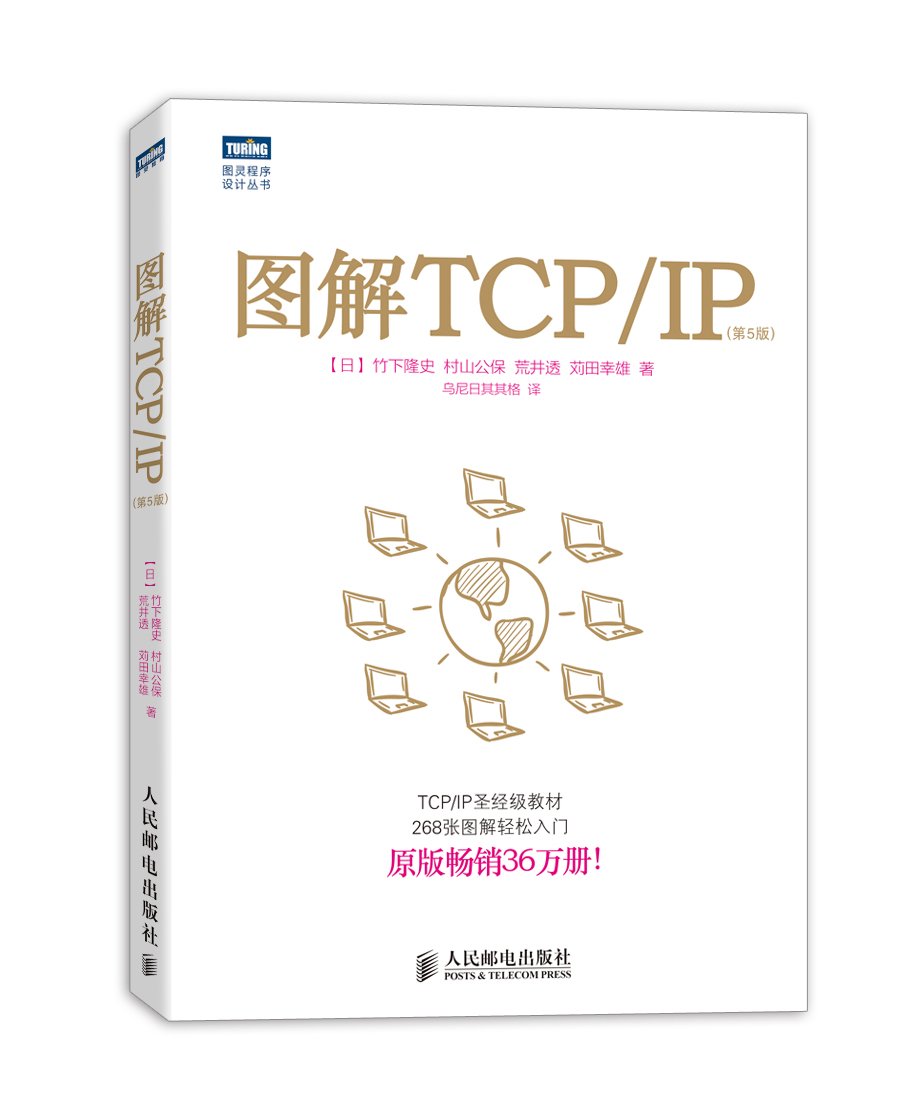 TURING
图灵程序
设计丛书
图解TCP/IP(第5版)
【日】竹下隆史 村山公保 荒井透 苅田幸雄 著
乌尼日其其格 译
TCP/IP圣经级教材
268张图解轻松入门
原版畅销36万册!
人民邮电出版社
POSTS & TELECOM PRESS
TURING
图灵程序
图解TCP/IP
(第5版)
【日】
竹下隆史 村山公保
荒井透 苅田幸雄
著
人民邮电出版社